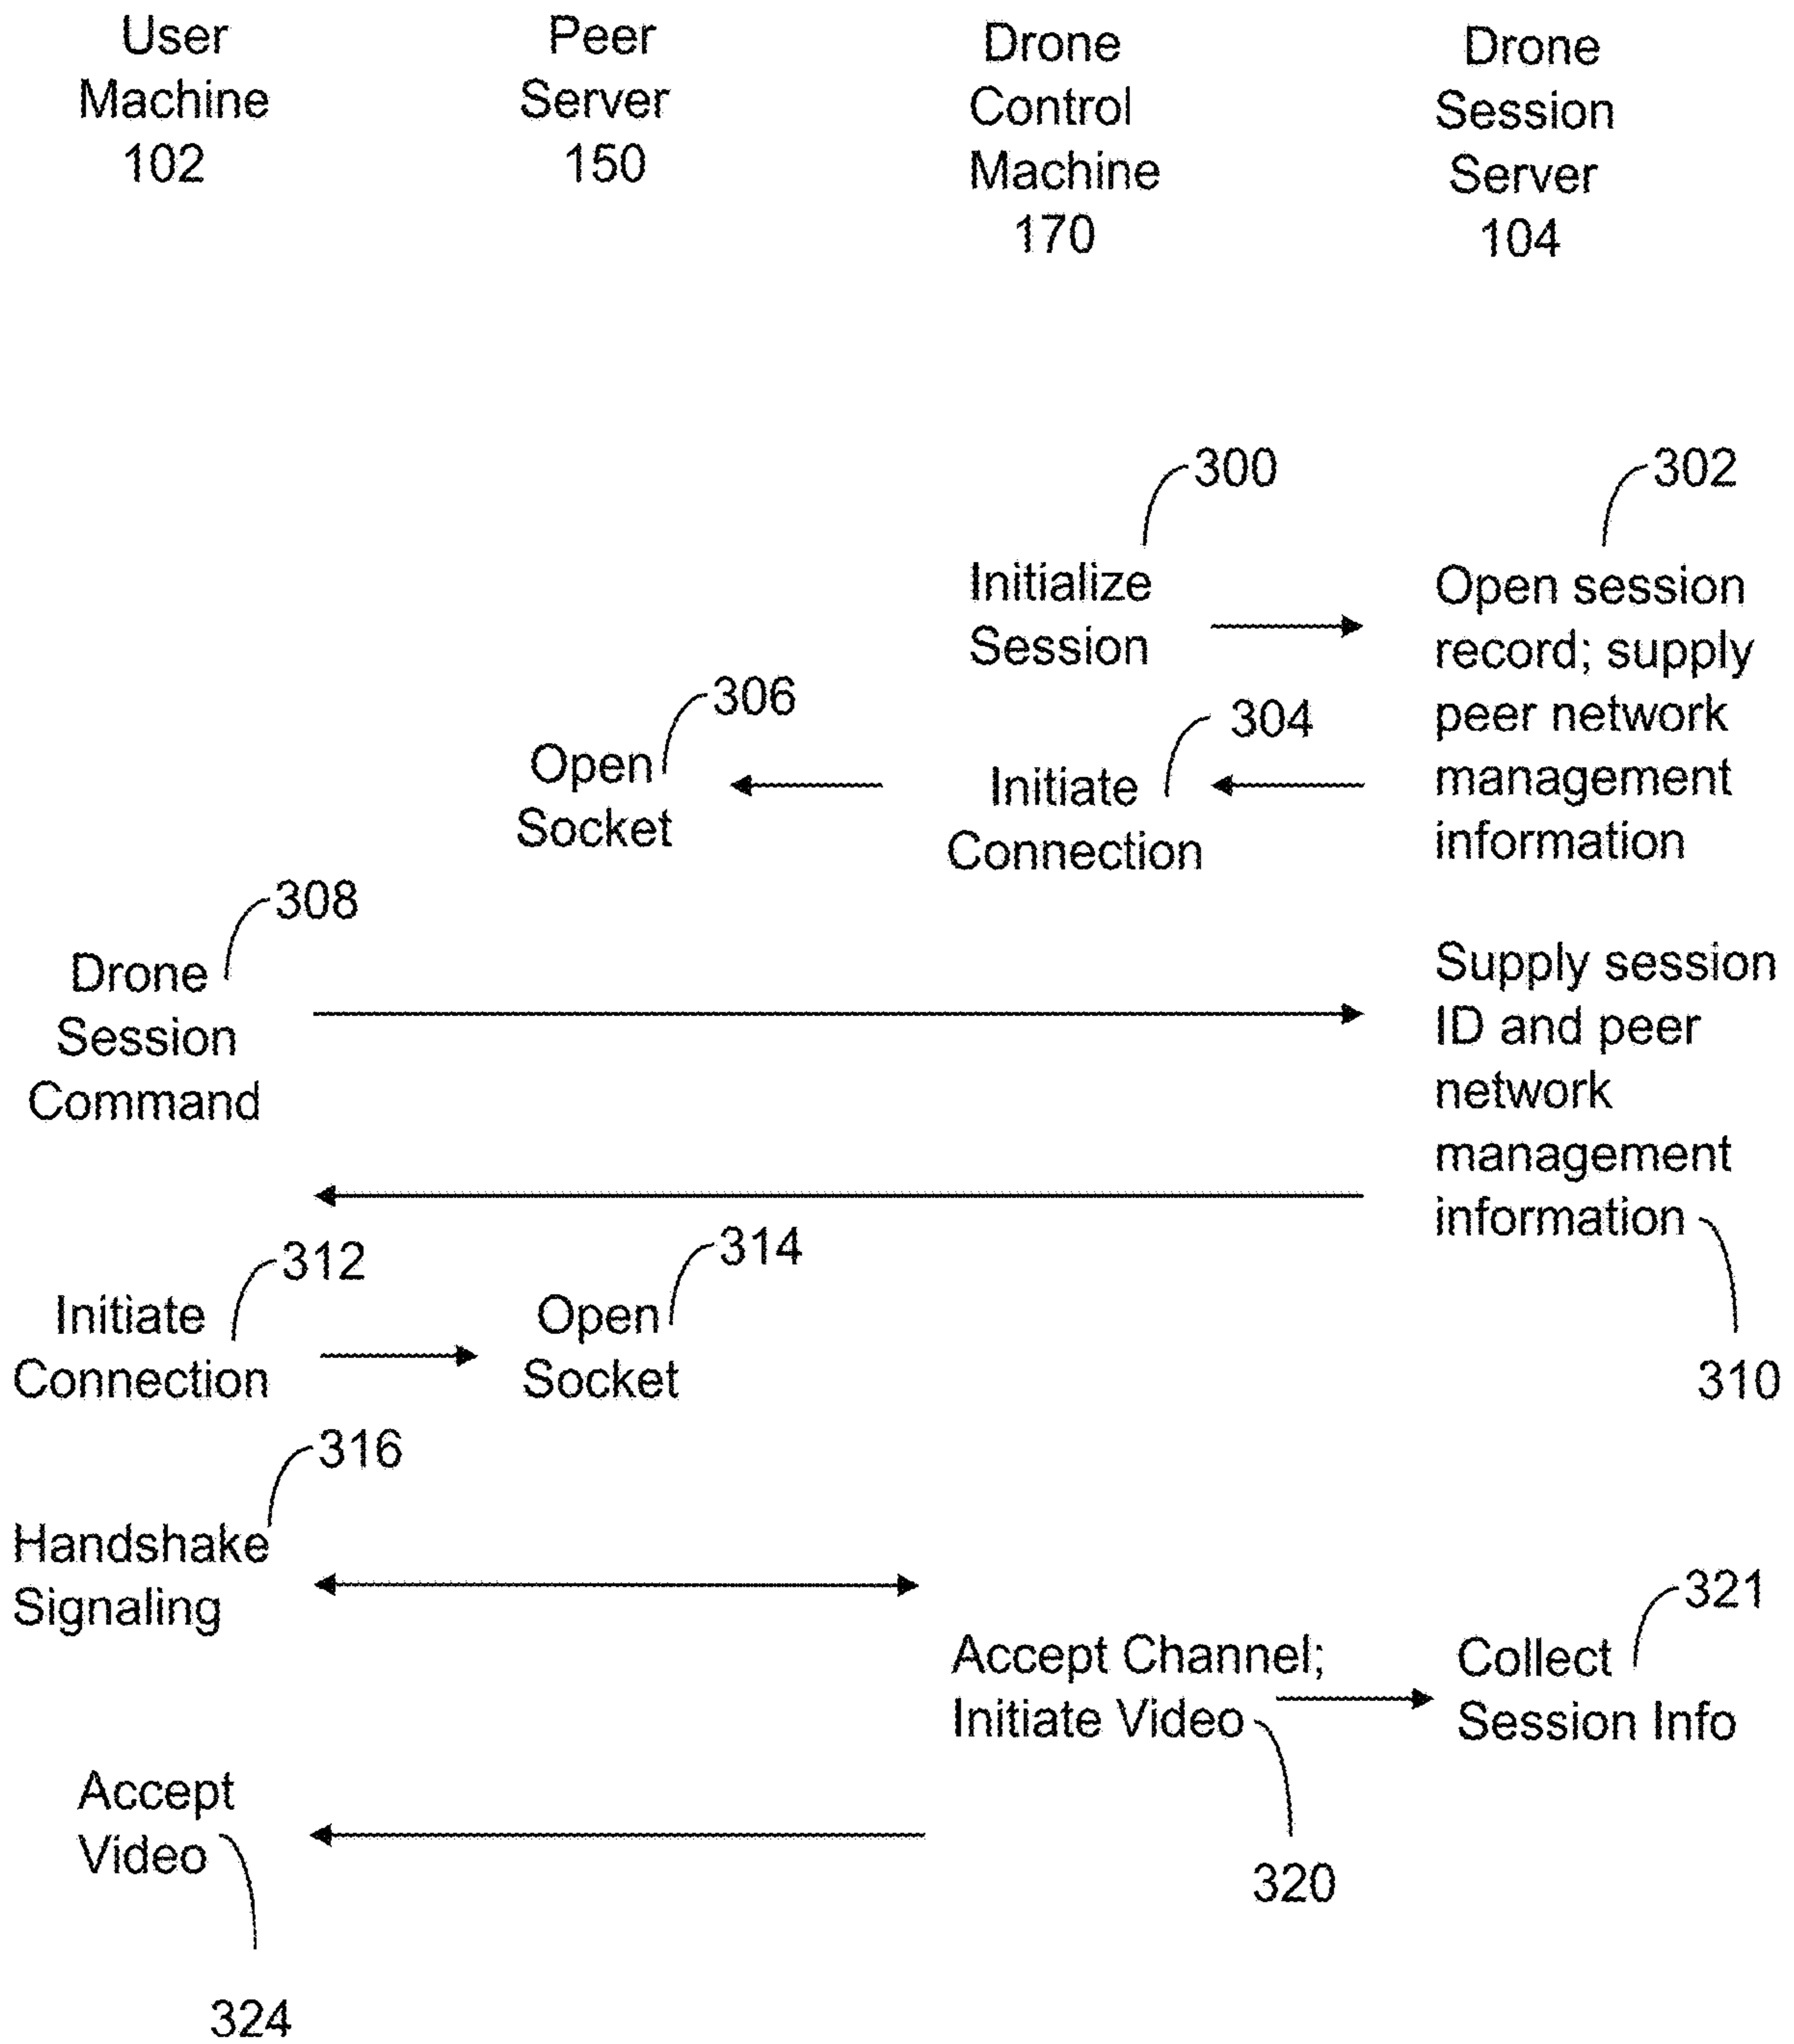 User
Machine
102
Peer
Server
150
Drone
Control
Machine
170
Drone
Session
Server
104
300
302
Initialize
Session
Open session
record; supply
peer network
management
information
306
304
Open
Socket
Initiate
Connection
308
Drone
Session
Command
Supply session
ID and peer
network
management
information
310
312
314
Initiate
Connection
Open
Socket
316
Handshake
Signaling
321
Accept Channel;
Initiate Video
Collect
Session Info
320
Accept
Video
324